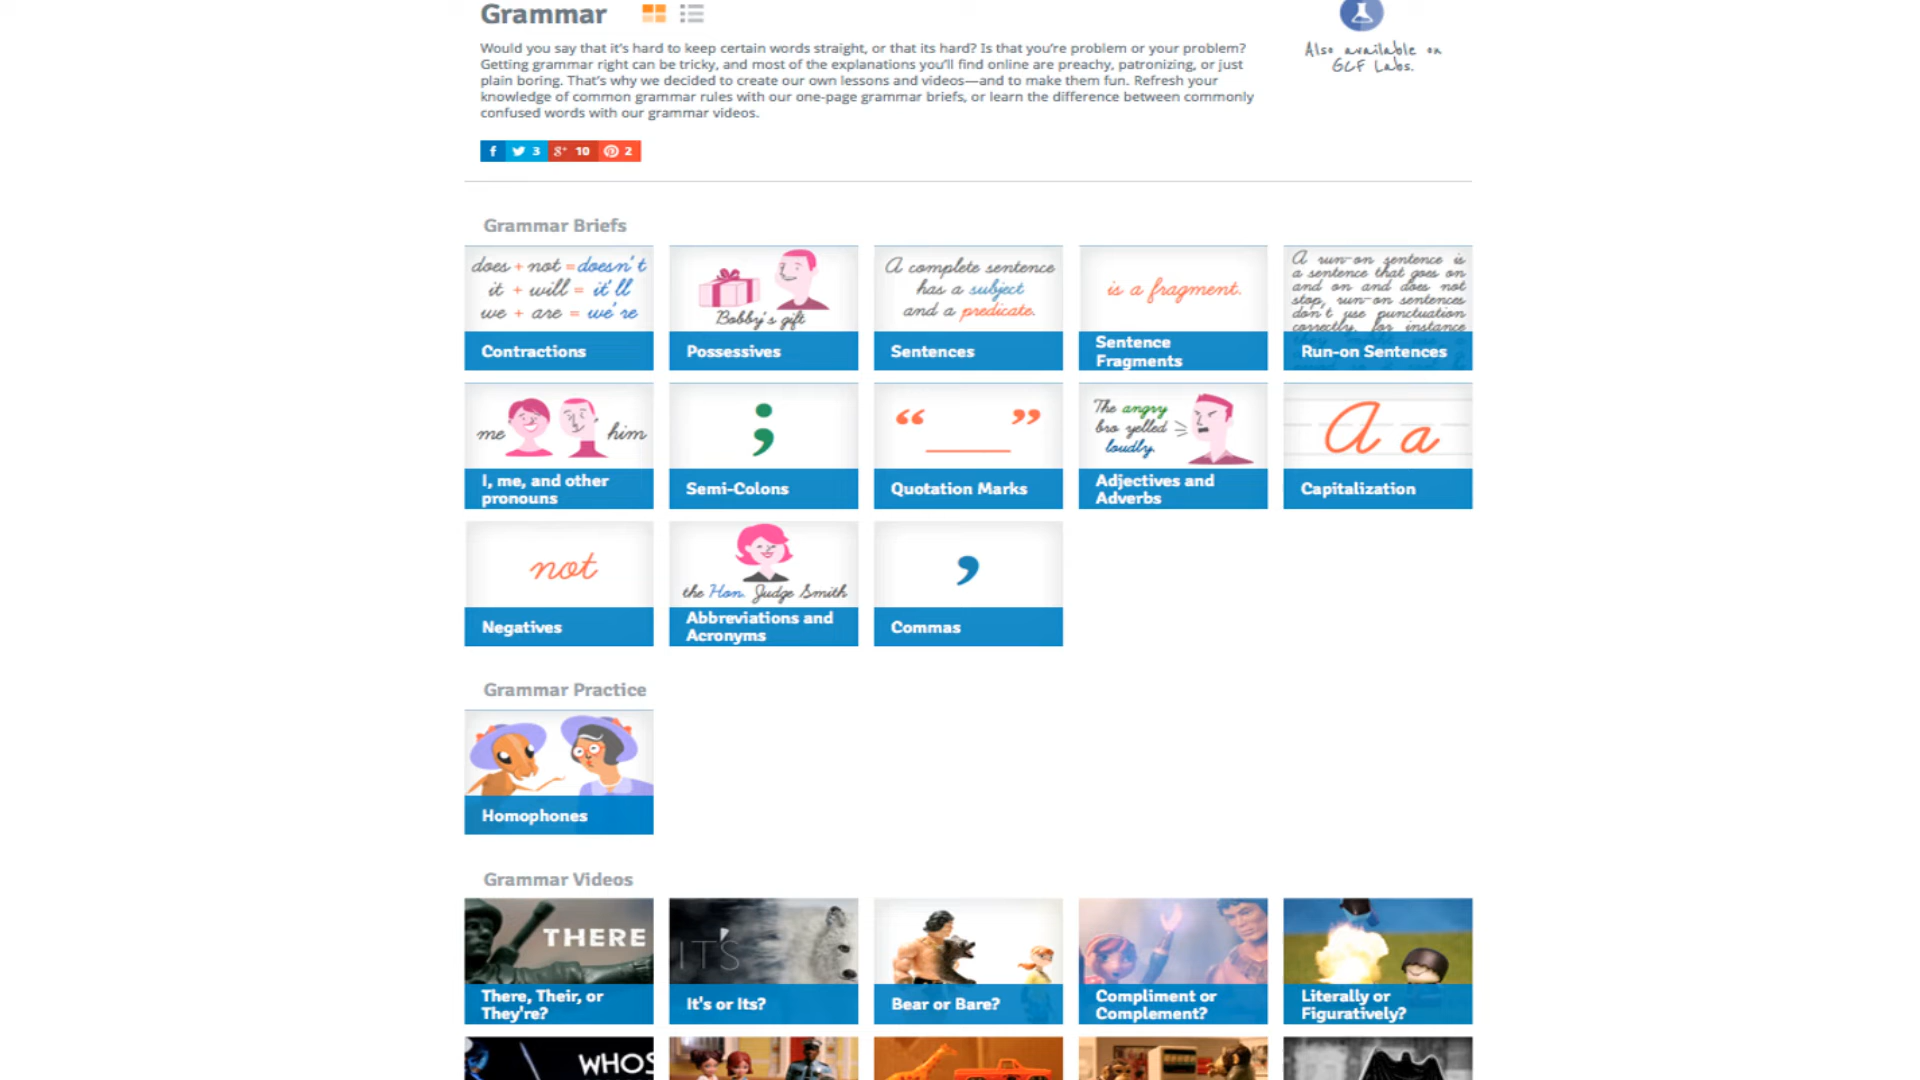 Grammar
Would you say that it's hard to keep certain words straight, or that its hard? Is that you're problem or your problem?
Getting grammar right can be tricky, and most of the explanations you'll find online are preachy, patronizing, or just
plain boring. That's why we decided to create our own lessons and videos—and to make them fun. Refresh your
knowledge of common grammar rules with our one-page grammar briefs, or learn the difference between commonly
confused words with our grammar videos.
Also available on
GCF Labs.
f 3 g+ 10 2
Grammar Briefs
does + not = doesn't
it + will = it'll
we + are = we're
Contractions
Bobby's gift
Possessives
A complete sentence
has a subject
and a predicate.
Sentences
is a fragment.
Sentence
Fragments
A run-on sentence is
a sentence that goes on
and on and does not
stop, run-on sentences
don't use punctuation
correctly, for instance
Run-on Sentences
me him
I, me, and other
pronouns
;
Semi-Colons
“ ”
Quotation Marks
The angry
bro yelled
loudly.
Adjectives and
Adverbs
A a
Capitalization
not
Negatives
the Hon. Judge Smith
Abbreviations and
Acronyms
,
Commas
Grammar Practice
Homophones
Grammar Videos
THERE
There, Their, or
They're?
IT'S
It's or Its?
Bear or Bare?
Compliment or
Complement?
Literally or
Figuratively?
WHOS